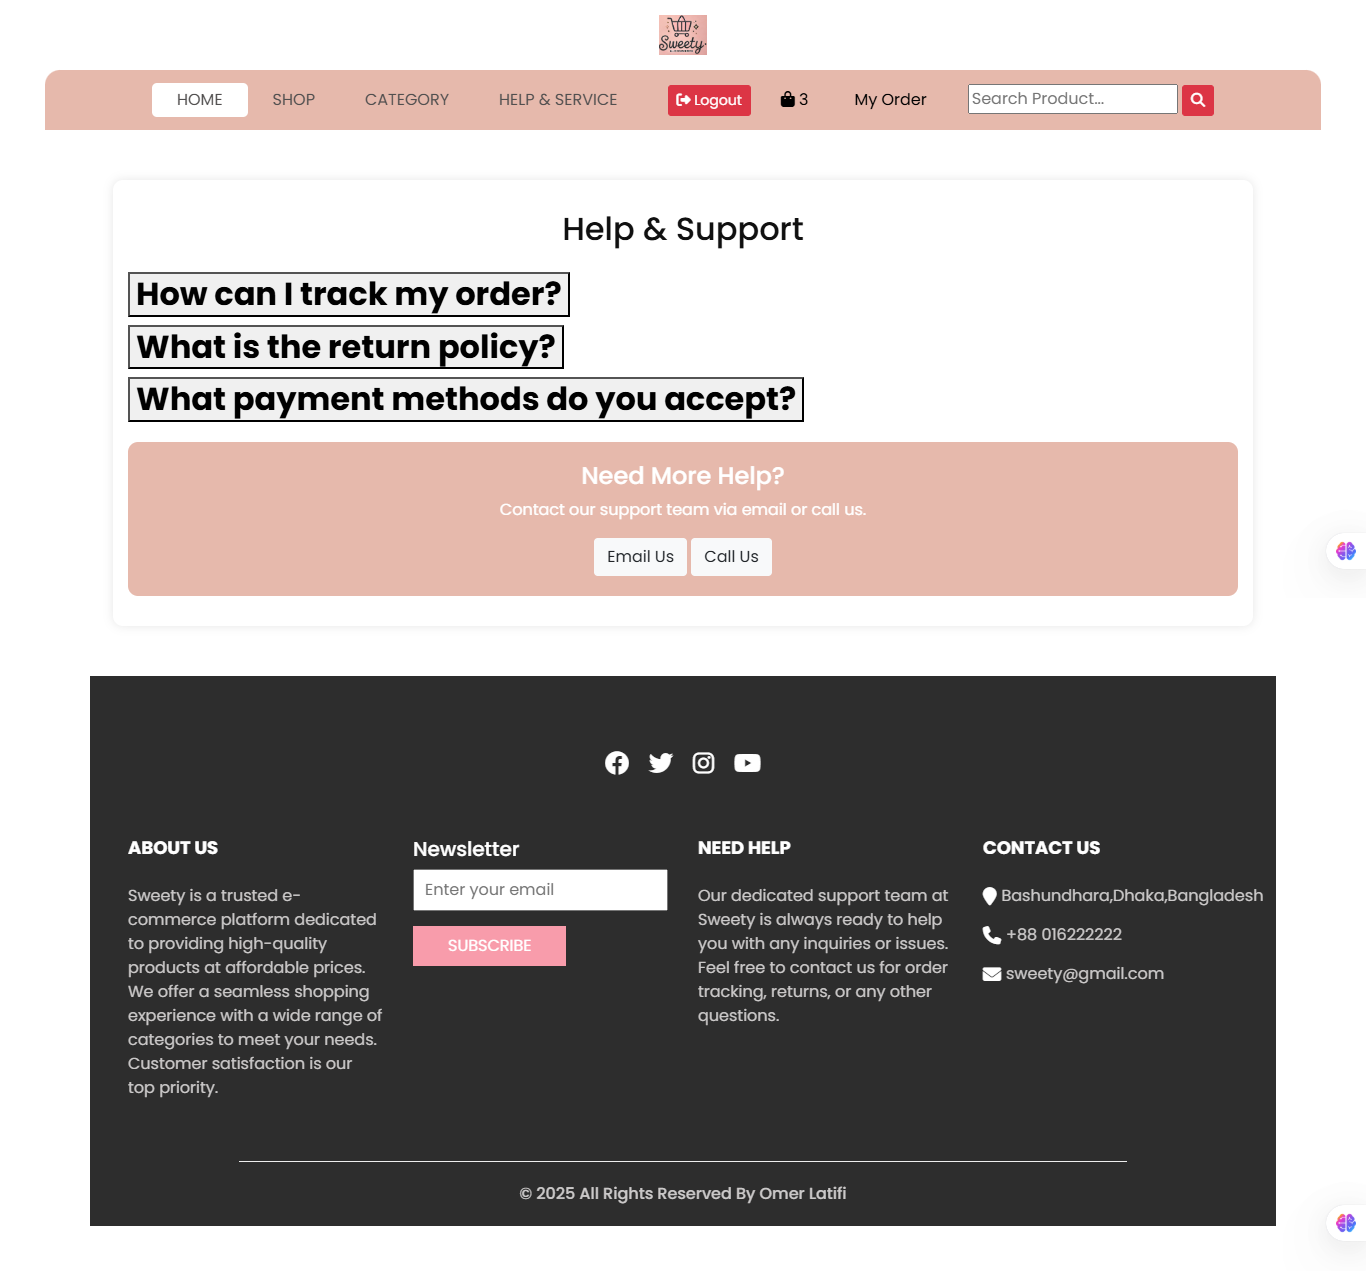 Sweety
HOME SHOP CATEGORY HELP & SERVICE Logout 3 My Order Search Product...
Help & Support
How can I track my order?
What is the return policy?
What payment methods do you accept?
Need More Help?
Contact our support team via email or call us.
Email Us Call Us
ABOUT US
Sweety is a trusted e-
commerce platform dedicated
to providing high-quality
products at affordable prices.
We offer a seamless shopping
experience with a wide range of
categories to meet your needs.
Customer satisfaction is our
top priority.
Newsletter
Enter your email
SUBSCRIBE
NEED HELP
Our dedicated support team at
Sweety is always ready to help
you with any inquiries or issues.
Feel free to contact us for order
tracking, returns, or any other
questions.
CONTACT US
Bashundhara,Dhaka,Bangladesh
+88 016222222
sweety@gmail.com
© 2025 All Rights Reserved By Omer Latifi